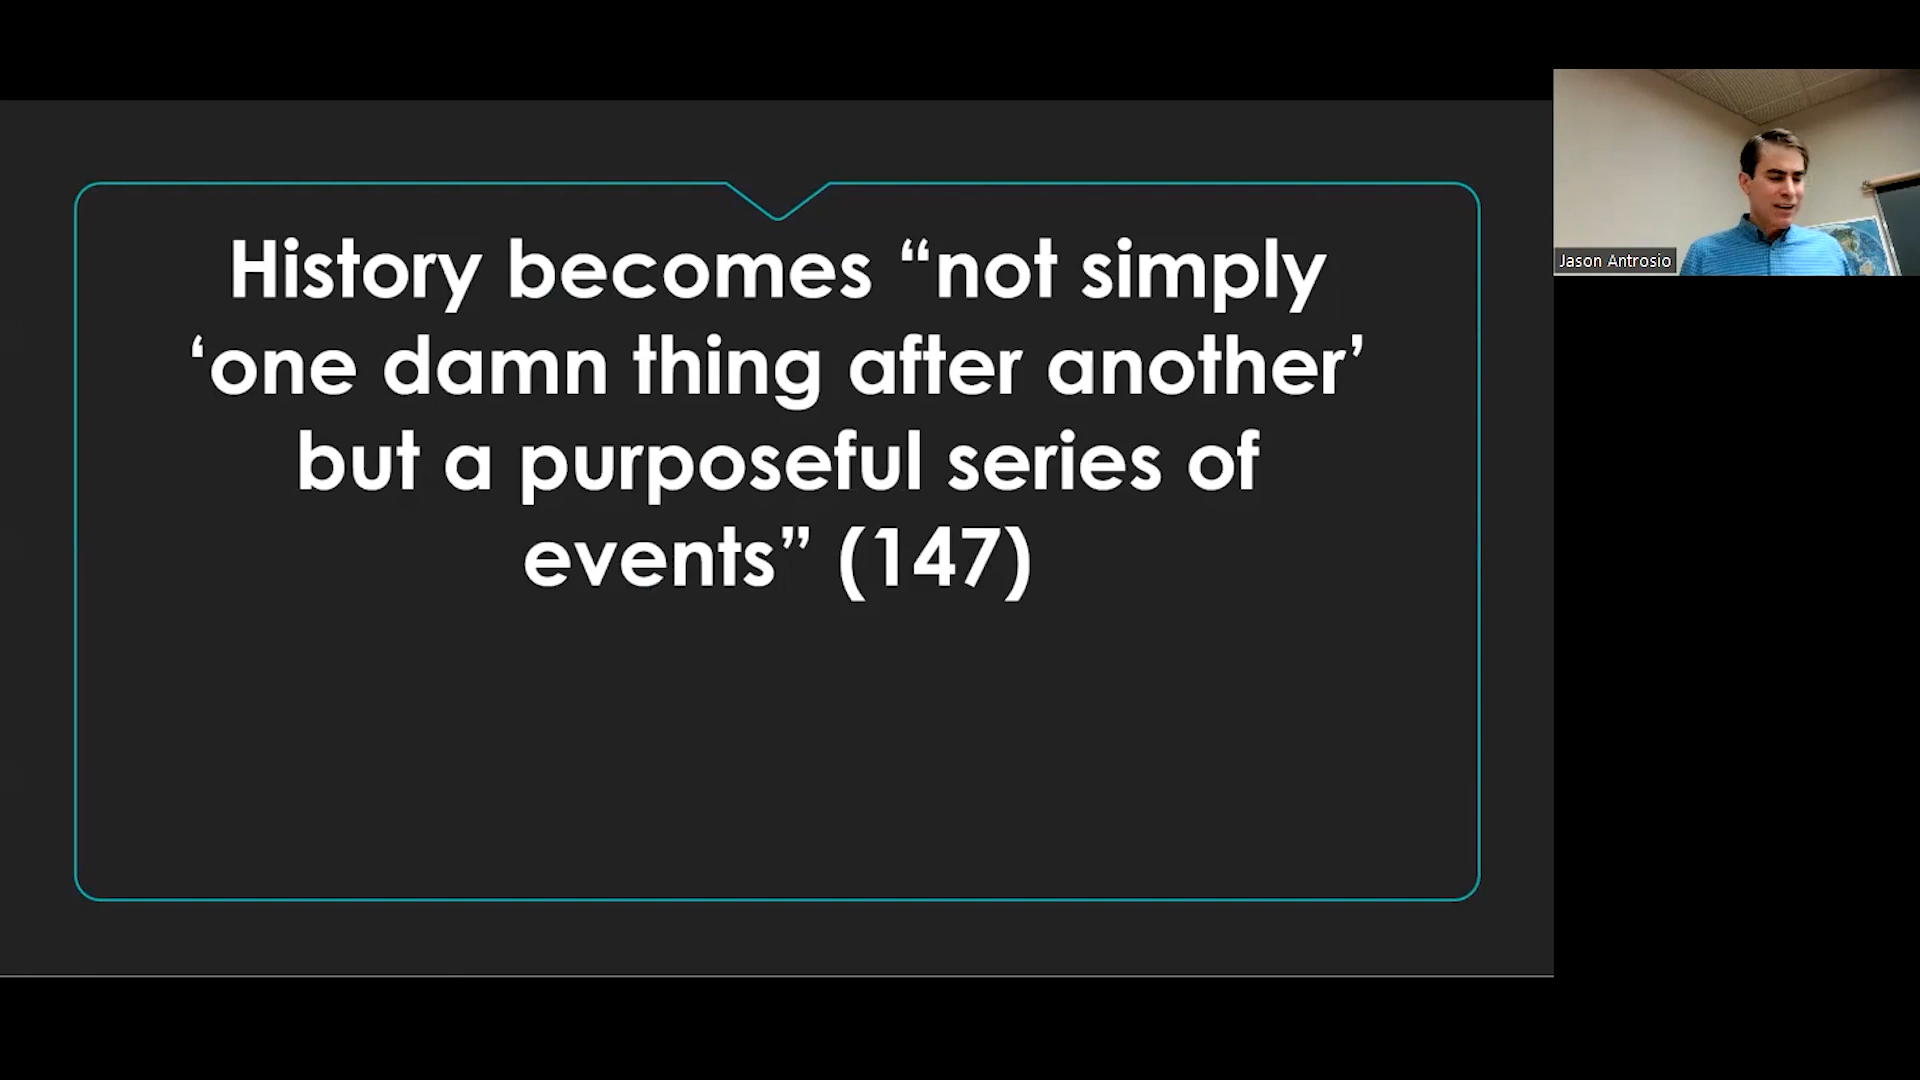 History becomes “not simply
‘one damn thing after another’
but a purposeful series of
events” (147)
Jason Antrosio